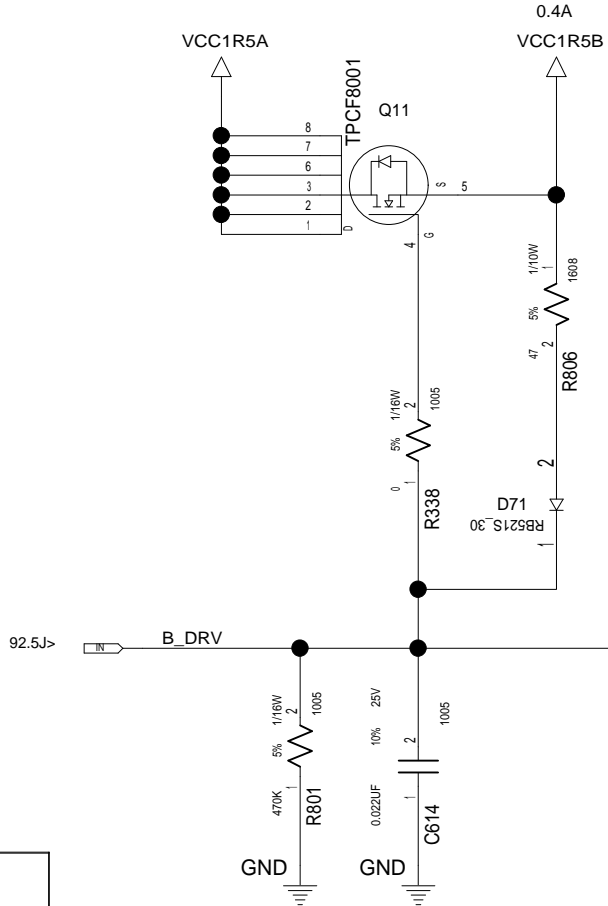 0.4A
VCC1R5A
VCC1R5B
TPCF8001
Q11
8
7
6
3
2
1
D
S
5
4
G
1/10W
1
1608
5%
47
2
R806
1/16W
2
1005
5%
0
1
R338
2
D71
RB521S_30
1
92.5J>
IN
B_DRV
1/16W
2
1005
5%
470K
1
R801
25V
1005
10%
2
0.022UF
1
C614
GND
GND